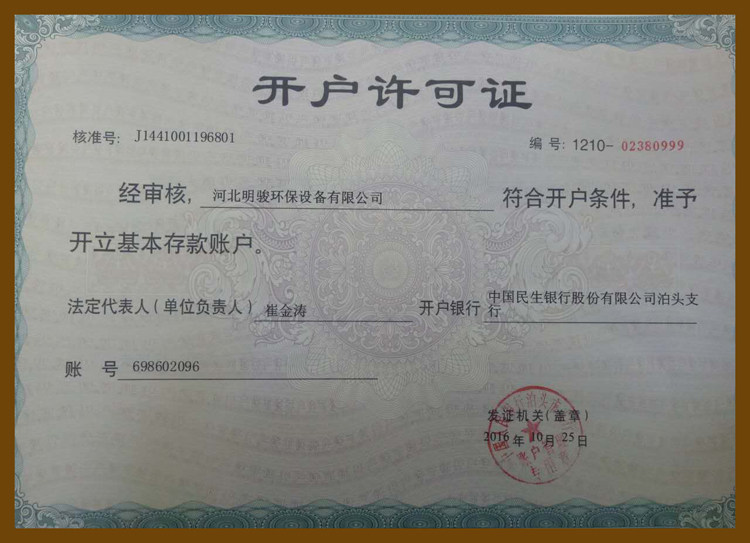 开户许可证
核准号: J1441001196801
编号: 1210-02380999
经审核, 河北明骏环保设备有限公司 符合开户条件, 准予
开立基本存款账户。
法定代表人(单位负责人) 崔金涛 开户银行 中国民生银行股份有限公司泊头支
行
账 号 698602096
发证机关(盖章)
2016 年 10 月 25 日